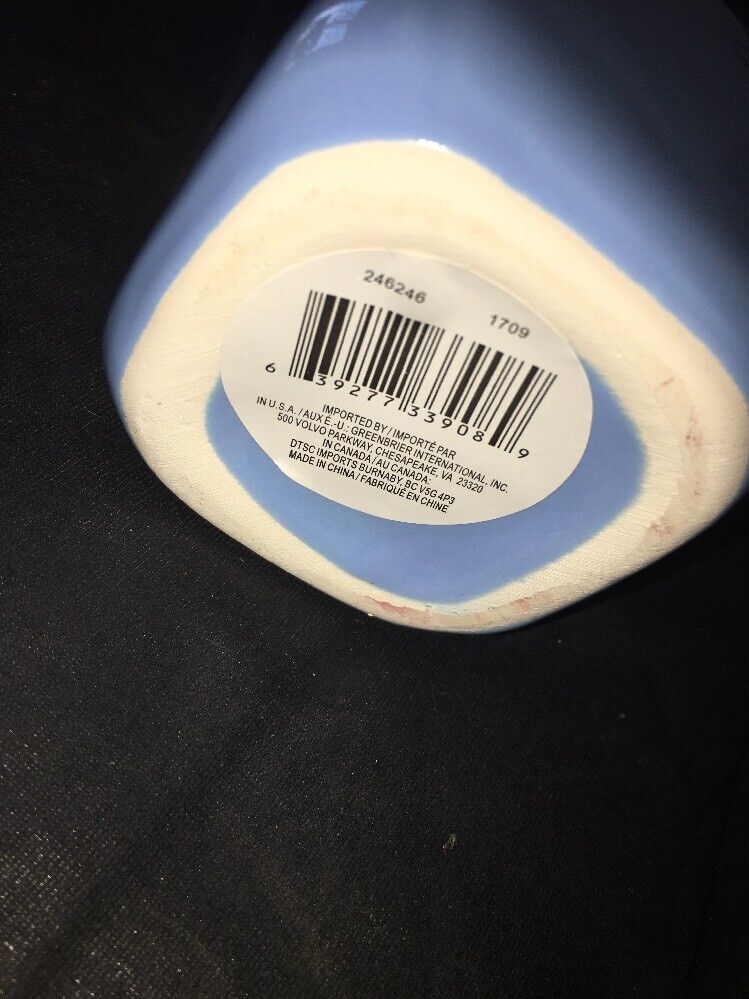 246246 1709
6 39277 33908 9
IMPORTED BY / IMPORTÉ PAR
IN U.S.A. / AUX É.-U.: GREENBRIER INTERNATIONAL, INC.
500 VOLVO PARKWAY, CHESAPEAKE, VA 23320
IN CANADA / AU CANADA:
DTSC IMPORTS BURNABY, BC V5G 4P3
MADE IN CHINA / FABRIQUÉ EN CHINE